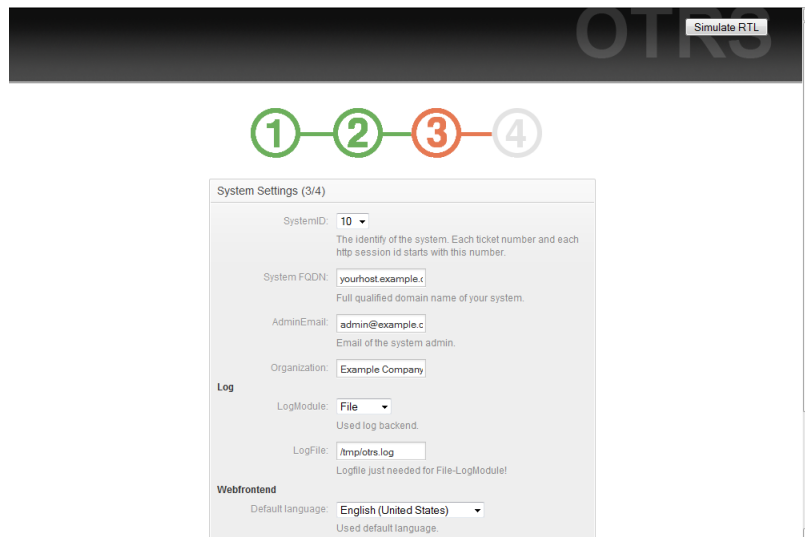 OTRS
Simulate RTL
1 2 3 4
System Settings (3/4)
SystemID: 10
The identify of the system. Each ticket number and each
http session id starts with this number.
System FQDN: yourhost.example.c
Full qualified domain name of your system.
AdminEmail: admin@example.c
Email of the system admin.
Organization: Example Company
Log
LogModule: File
Used log backend.
LogFile: /tmp/otrs.log
Logfile just needed for File-LogModule!
Webfrontend
Default language: English (United States)
Used default language.